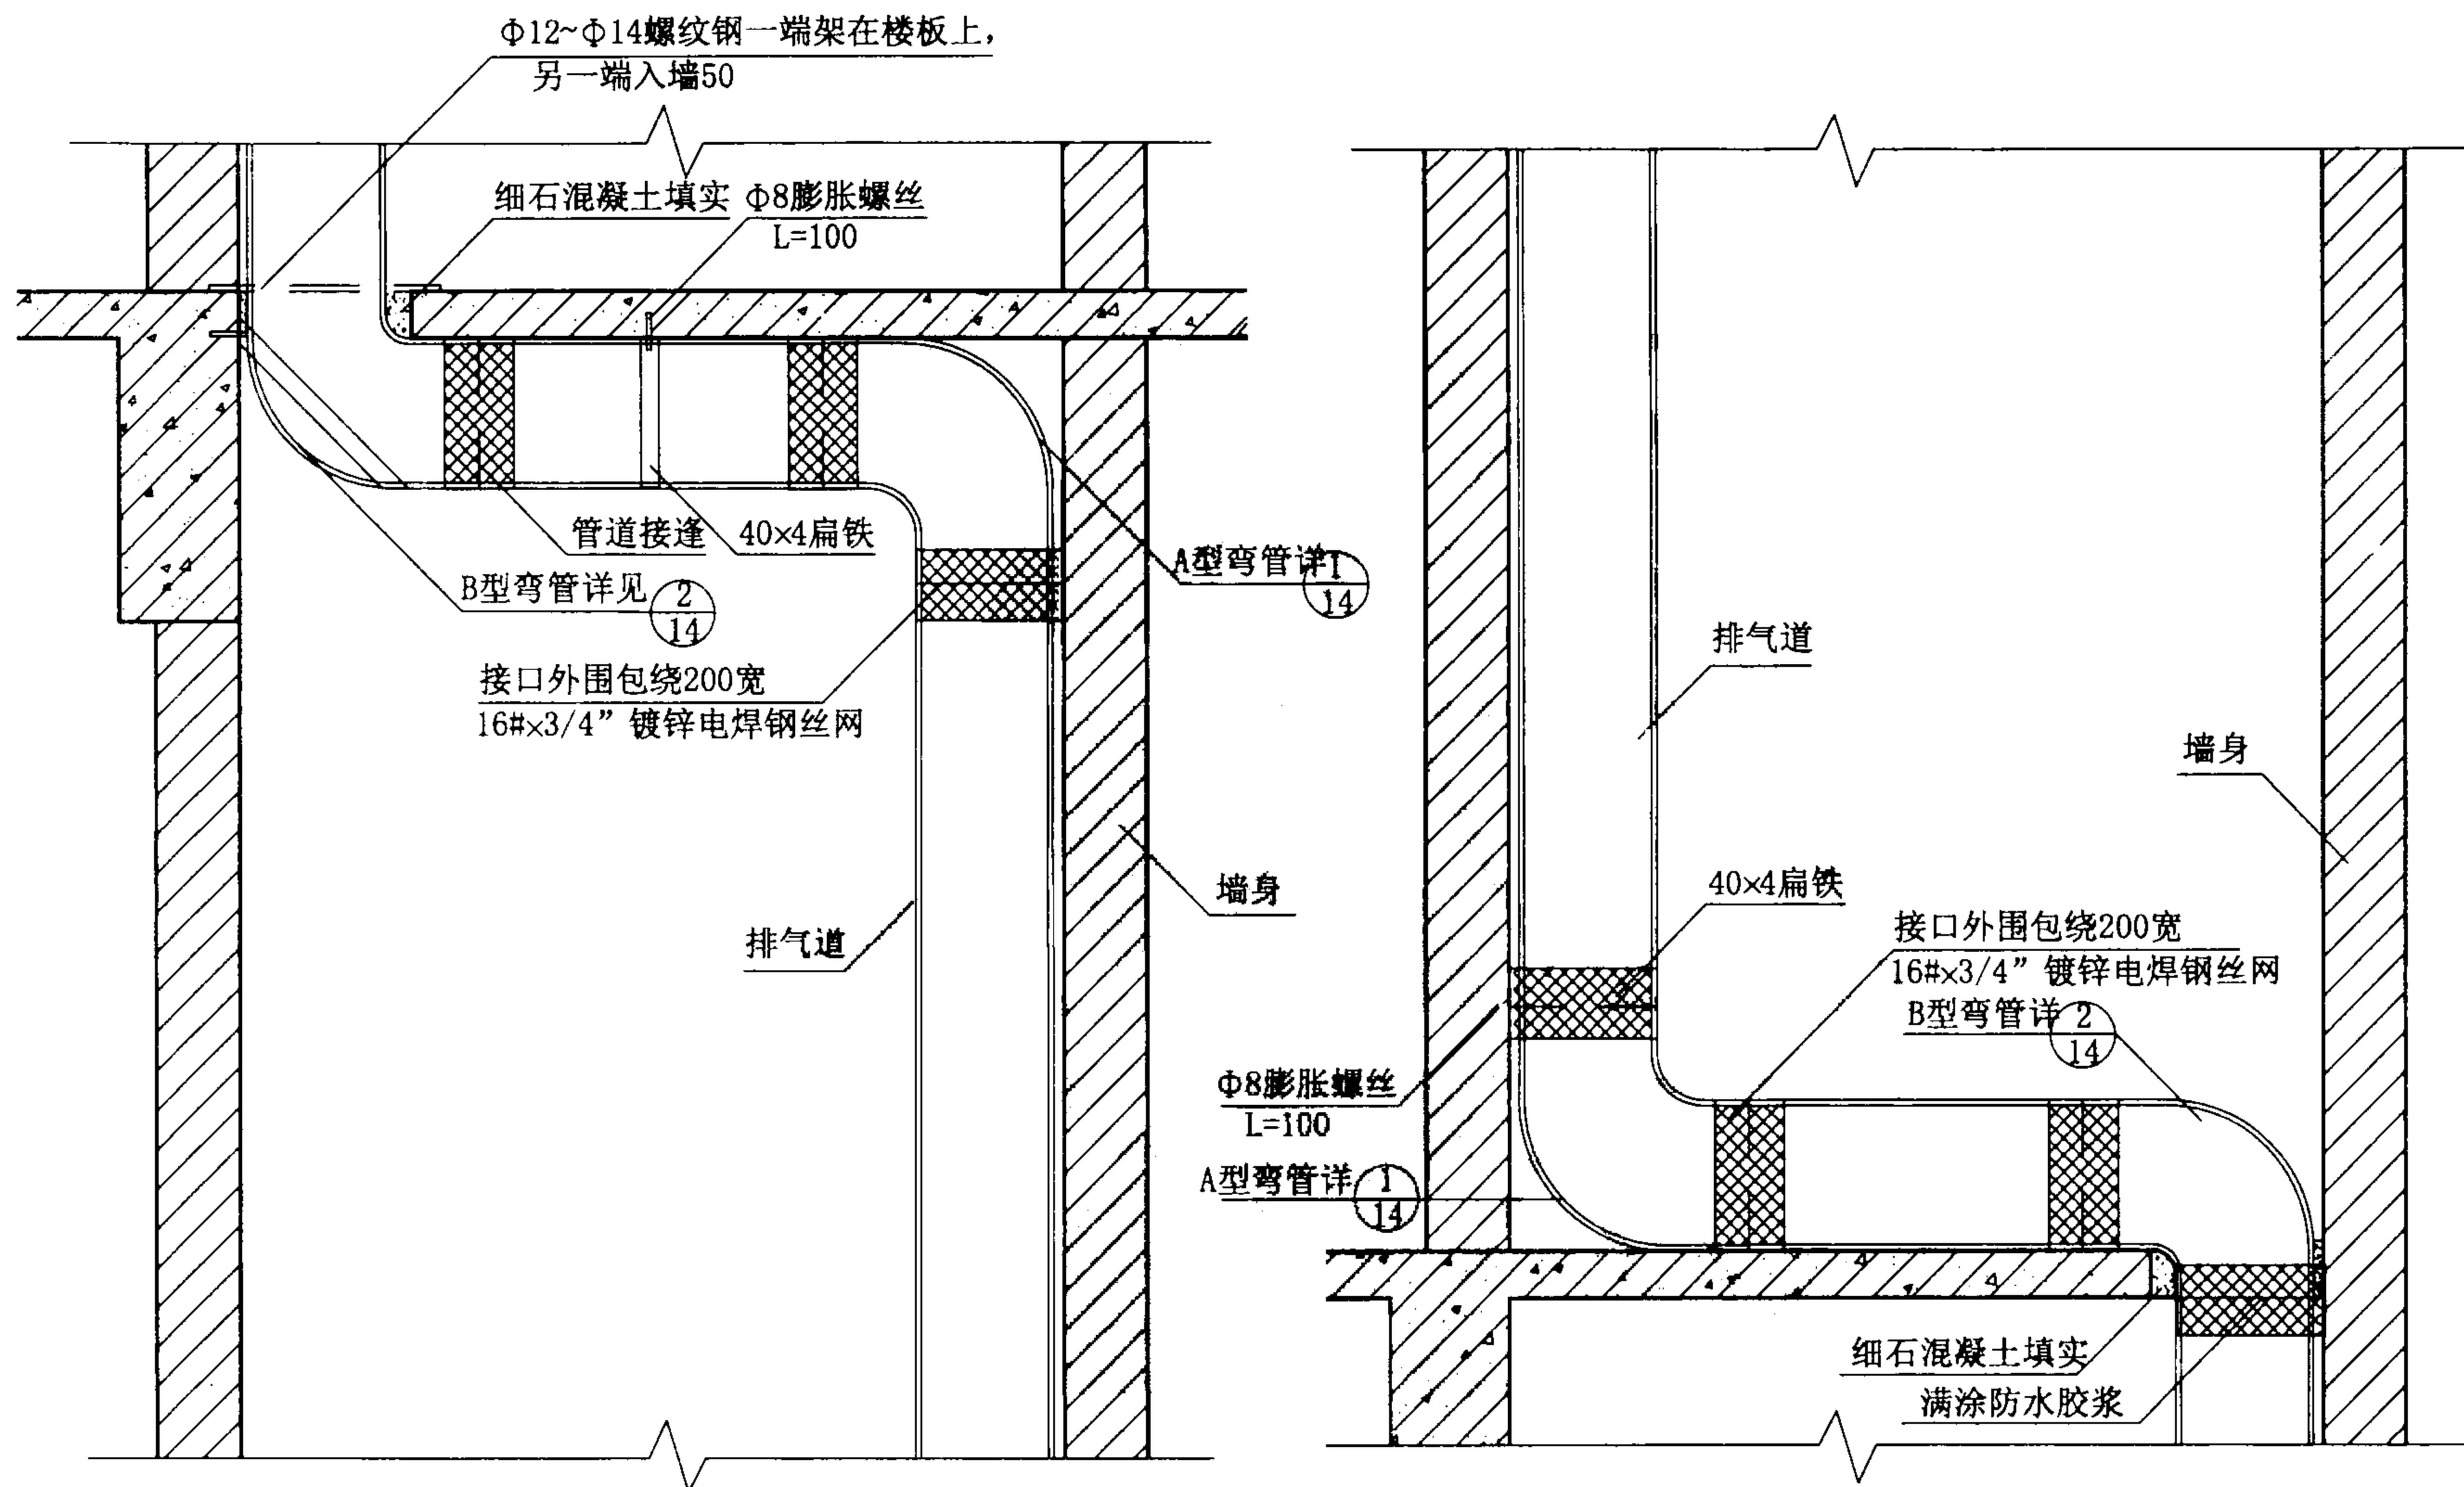 Φ12~Φ14螺纹钢一端架在楼板上,
另一端入墙50
细石混凝土填实
Φ8膨胀螺丝
L=100
管道接逢
40×4扁铁
B型弯管详见
2
14
A型弯管详
1
14
接口外围包绕200宽
16#×3/4”镀锌电焊钢丝网
排气道
墙身
排气道
墙身
40×4扁铁
接口外围包绕200宽
16#×3/4”镀锌电焊钢丝网
B型弯管详
2
14
Φ8膨胀螺丝
L=100
A型弯管详
1
14
细石混凝土填实
满涂防水胶浆